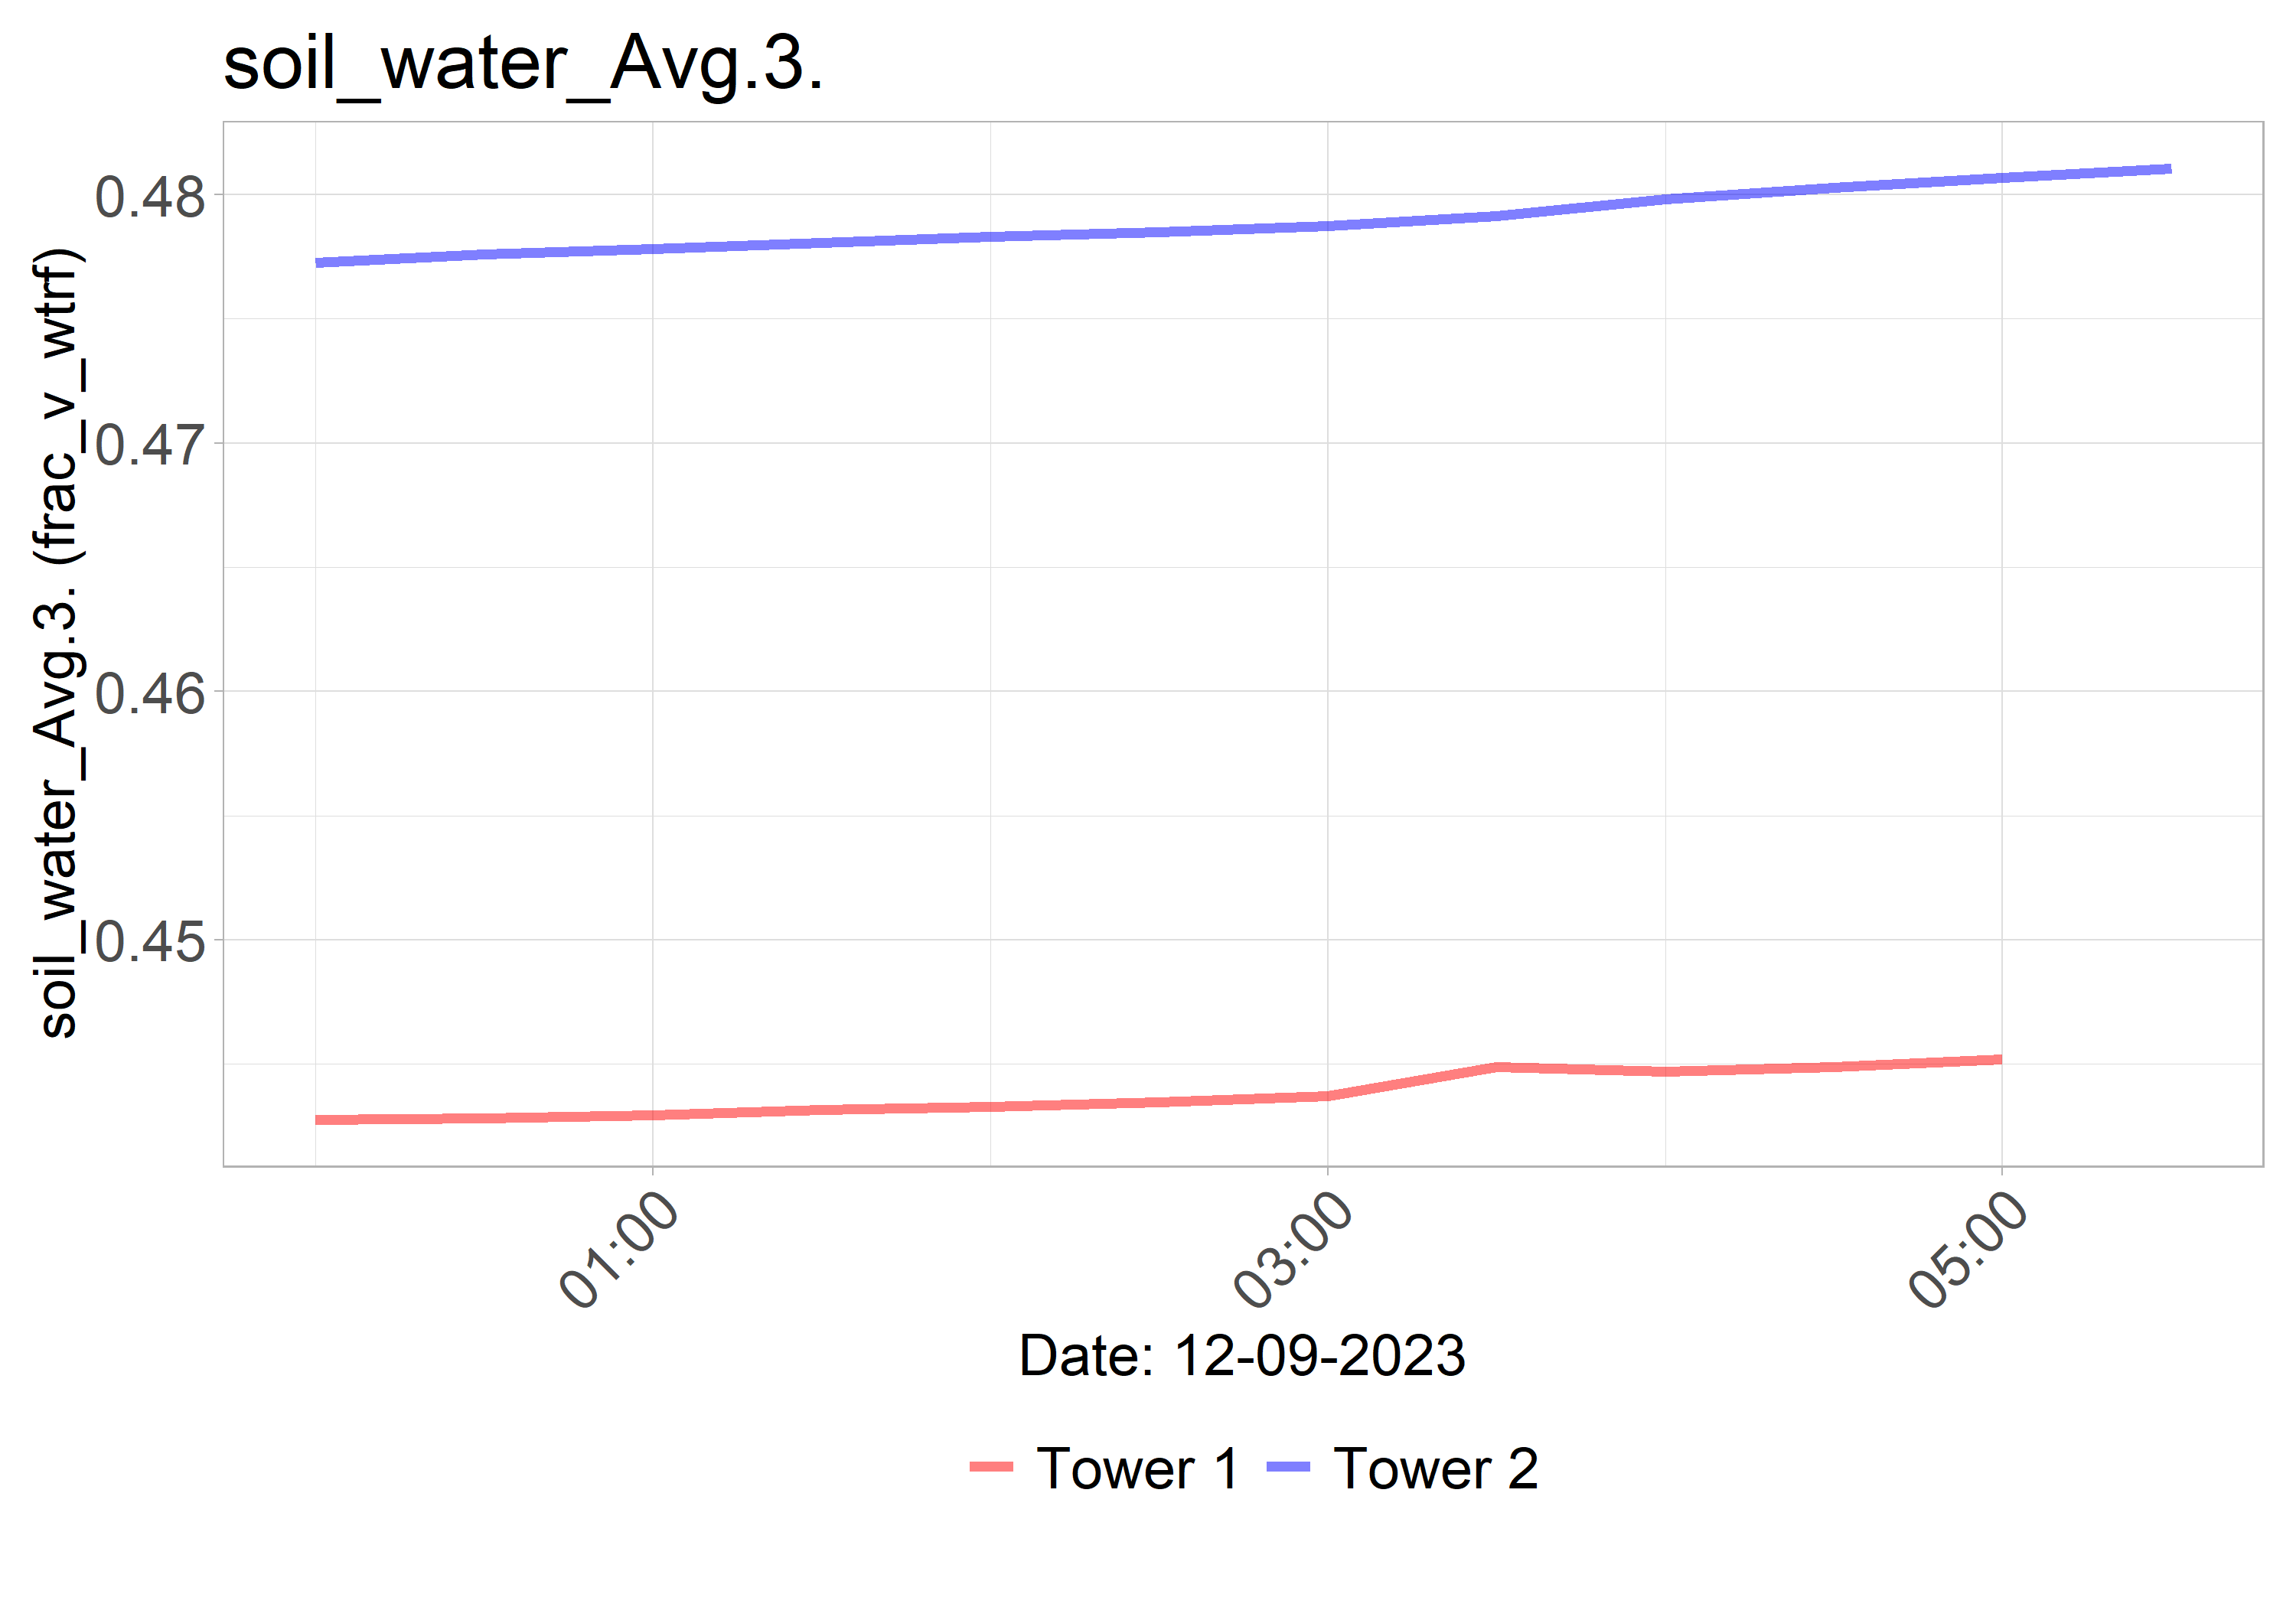 soil_water_Avg.3.
soil_water_Avg.3. (frac_v_wtrf)
0.48
0.47
0.46
0.45
01:00
03:00
05:00
Date: 12-09-2023
Tower 1
Tower 2